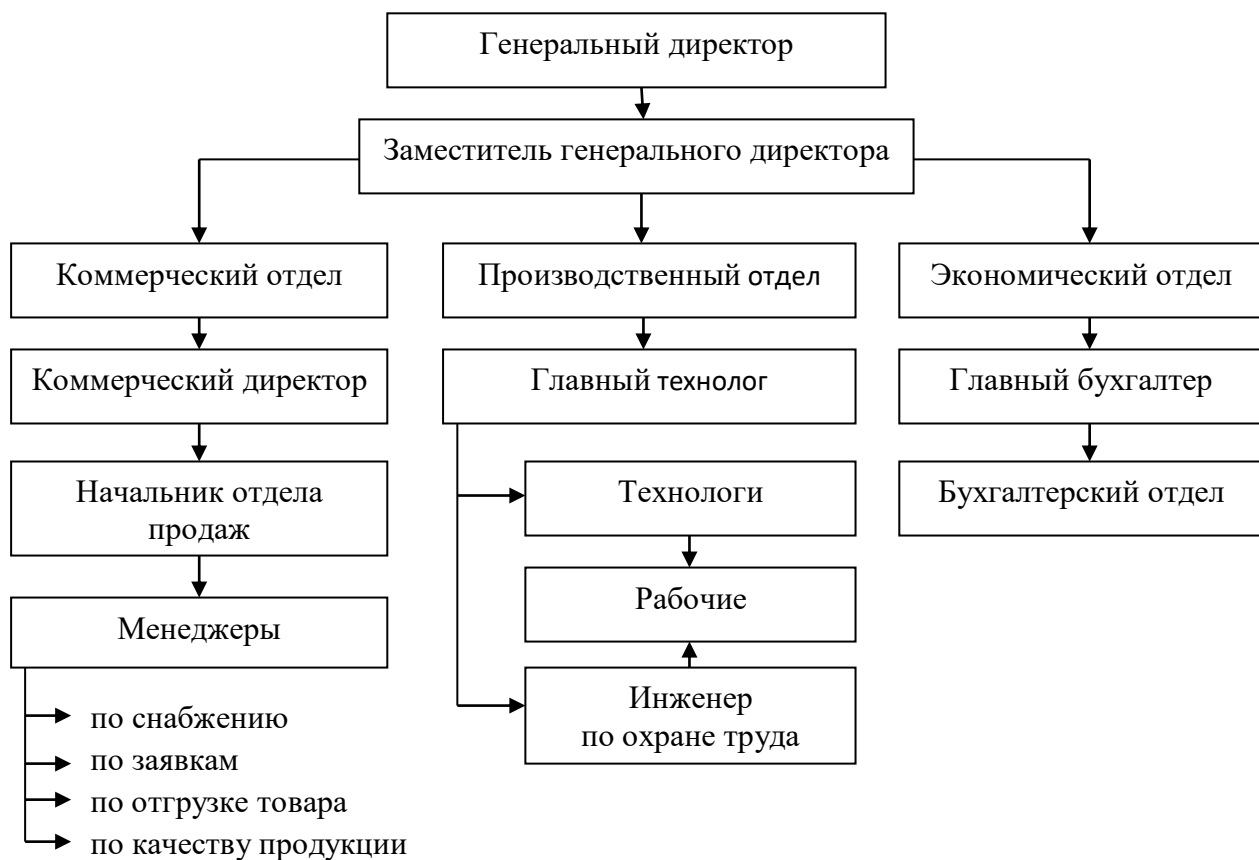 Генеральный директор
Заместитель генерального директора
Коммерческий отдел
Производственный отдел
Экономический отдел
Коммерческий директор
Главный технолог
Главный бухгалтер
Начальник отдела
продаж
Технологи
Бухгалтерский отдел
Рабочие
Менеджеры
Инженер
по охране труда
по снабжению
по заявкам
по отгрузке товара
по качеству продукции